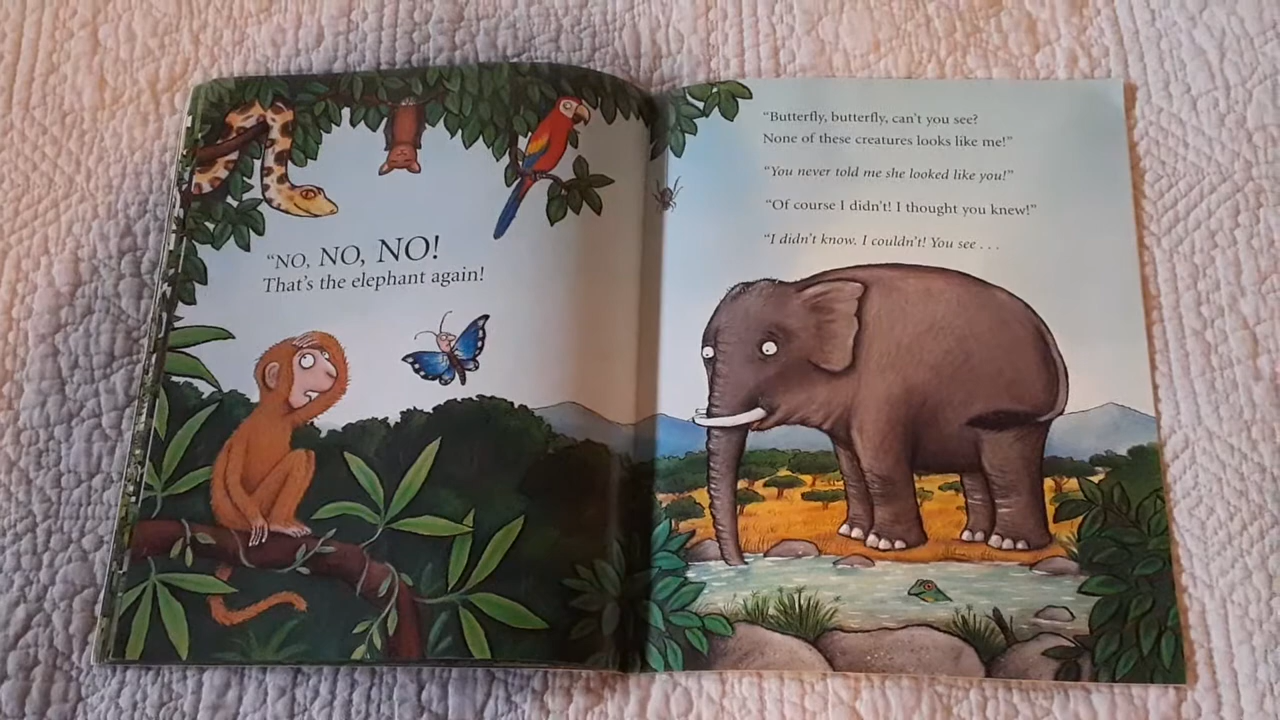 “NO, NO, NO!
That’s the elephant again!
“Butterfly, butterfly, can’t you see?
None of these creatures looks like me!”
“You never told me she looked like you!”
“Of course I didn’t! I thought you knew!”
“I didn’t know. I couldn’t! You see . . .